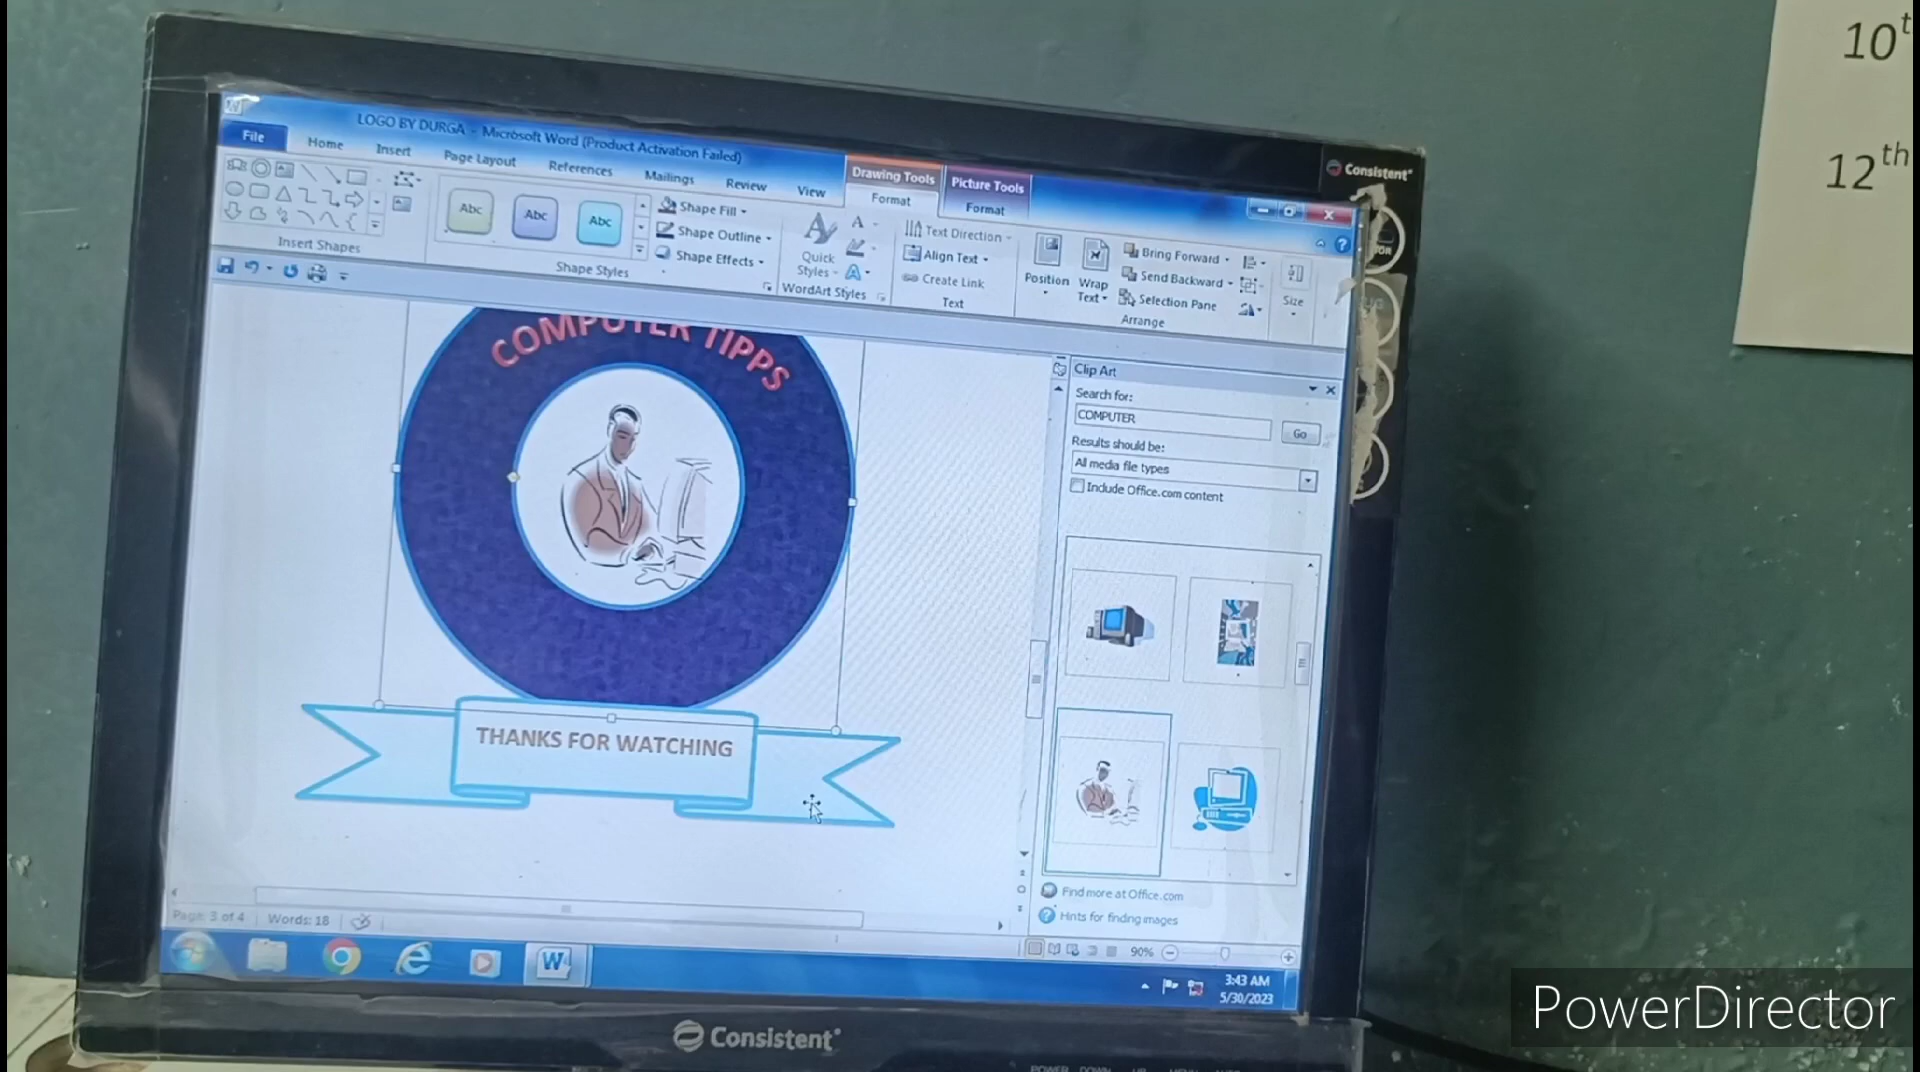 10t
12th
Consistent
LOGO BY DURGA - Microsoft Word (Product Activation Failed)
Drawing Tools
Picture Tools
File
Home
Insert
Page Layout
References
Mailings
Review
View
Format
Format
Abc
Abc
Abc
Shape Fill
Shape Outline
Shape Effects
Quick
Styles
Text Direction
Align Text
Create Link
Position
Wrap
Text
Bring Forward
Send Backward
Selection Pane
Size
Insert Shapes
Shape Styles
WordArt Styles
Text
Arrange
COMPUTER TIPPS
THANKS FOR WATCHING
Clip Art
Search for:
COMPUTER
Go
Results should be:
All media file types
Include Office.com content
Find more at Office.com
Hints for finding images
Page: 3 of 4
Words: 18
90%
3:43 AM
5/30/2023
Consistent
PowerDirector